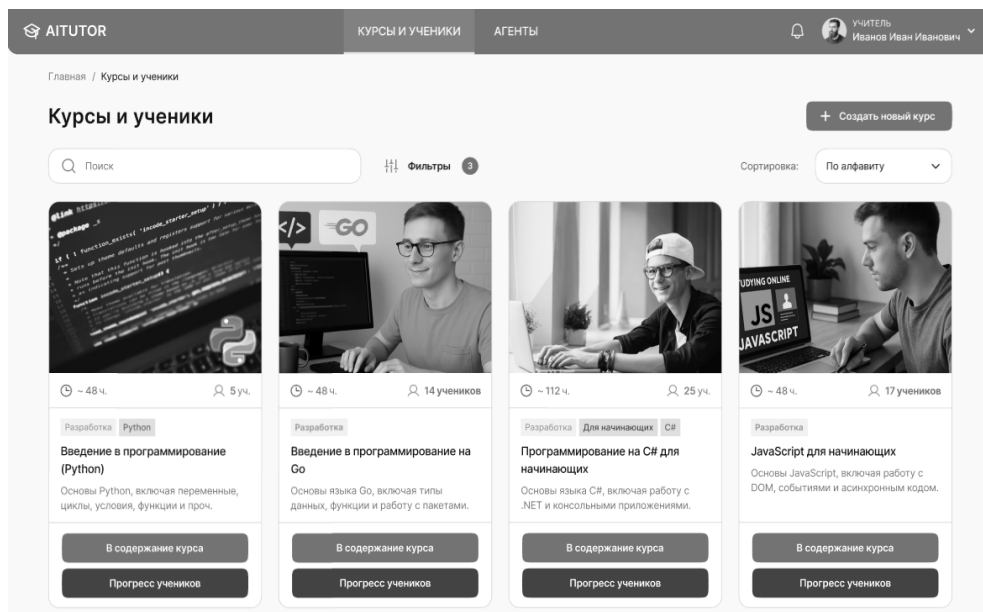 AITUTOR
КУРСЫ И УЧЕНИКИ
АГЕНТЫ
УЧИТЕЛЬ
Иванов Иван Иванович
Главная / Курсы и ученики
Курсы и ученики
+ Создать новый курс
Поиск
Фильтры 3
Сортировка:
По алфавиту
~ 48 ч.
5 уч.
Разработка Python
Введение в программирование
(Python)
Основы Python, включая переменные,
циклы, условия, функции и проч.
В содержание курса
Прогресс учеников
</>
GO
~ 48 ч.
14 учеников
Разработка
Введение в программирование на
Go
Основы языка Go, включая типы
данных, функции и работу с пакетами.
В содержание курса
Прогресс учеников
~ 112 ч.
25 уч.
Разработка Для начинающих C#
Программирование на C# для
начинающих
Основы языка C#, включая работу с
.NET и консольными приложениями.
В содержание курса
Прогресс учеников
UDYING ONLINE
JS
JAVASCRIPT
~ 48 ч.
17 учеников
Разработка
JavaScript для начинающих
Основы JavaScript, включая работу с
DOM, событиями и асинхронным кодом.
В содержание курса
Прогресс учеников